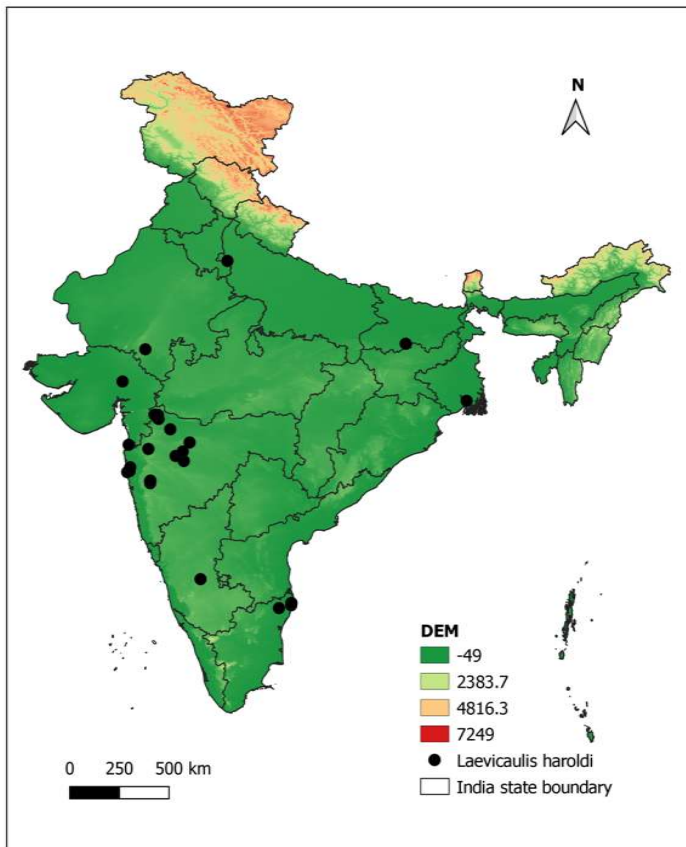 N
DEM
-49
2383.7
4816.3
7249
Laevicaulis haroldi
India state boundary
0 250 500 km